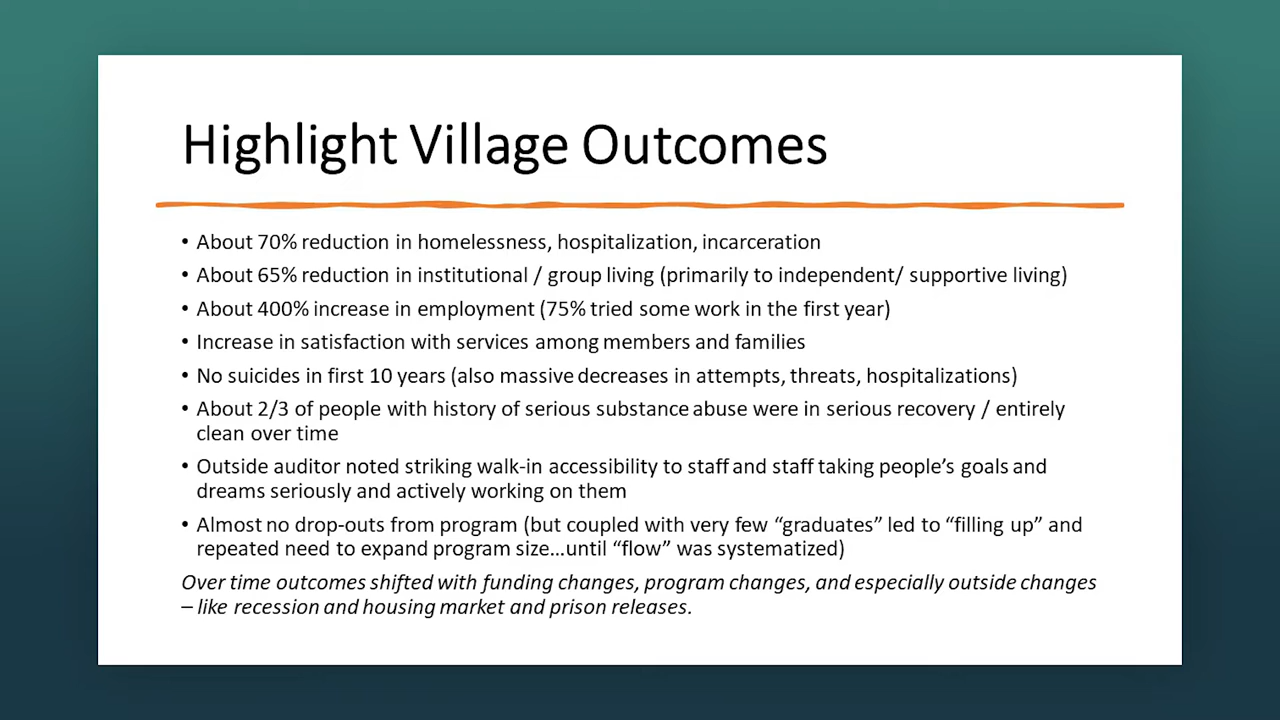 Highlight Village Outcomes
• About 70% reduction in homelessness, hospitalization, incarceration
• About 65% reduction in institutional / group living (primarily to independent/ supportive living)
• About 400% increase in employment (75% tried some work in the first year)
• Increase in satisfaction with services among members and families
• No suicides in first 10 years (also massive decreases in attempts, threats, hospitalizations)
• About 2/3 of people with history of serious substance abuse were in serious recovery / entirely
clean over time
• Outside auditor noted striking walk-in accessibility to staff and staff taking people’s goals and
dreams seriously and actively working on them
• Almost no drop-outs from program (but coupled with very few “graduates” led to “filling up” and
repeated need to expand program size…until “flow” was systematized)
Over time outcomes shifted with funding changes, program changes, and especially outside changes
– like recession and housing market and prison releases.